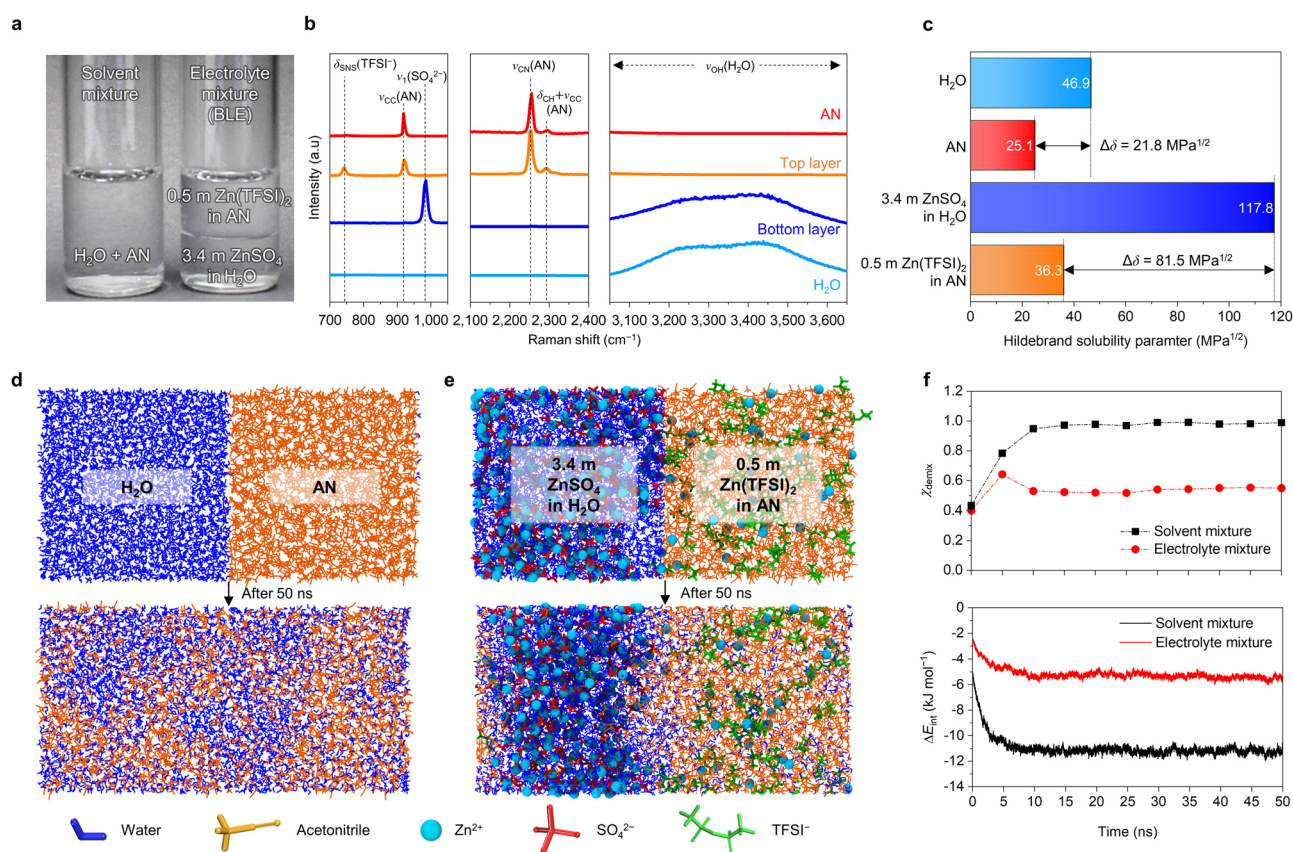 a
Solvent
mixture
Electrolyte
mixture
(BLE)
0.5 m Zn(TFSI)₂
in AN
H₂O + AN
3.4 m ZnSO₄
in H₂O
b
δSNS(TFSI⁻)
ν₁(SO₄²⁻)
νCC(AN)
νCN(AN)
δCH+νCC
(AN)
νOH(H₂O)
AN
Top layer
Bottom layer
H₂O
Intensity (a.u)
700 900 1,000 2,100 2,200 2,300 2,400 3,100 3,200 3,300 3,400 3,500 3,600
Raman shift (cm⁻¹)
c
H₂O
46.9
AN
25.1
Δδ = 21.8 MPa¹/²
3.4 m ZnSO₄
in H₂O
117.8
0.5 m Zn(TFSI)₂
in AN
36.3
Δδ = 81.5 MPa¹/²
0 20 40 60 80 100 120
Hildebrand solubility paramter (MPa¹/²)
d
H₂O
AN
After 50 ns
e
3.4 m
ZnSO₄
in H₂O
0.5 m
Zn(TFSI)₂
in AN
After 50 ns
Water
Acetonitrile
Zn²⁺
SO₄²⁻
TFSI⁻
f
1.2
1.0
0.8
0.6
0.4
0.2
0.0
χdemix
Solvent mixture
Electrolyte mixture
0
−2
−4
−6
−8
−10
−12
−14
ΔEint (kJ mol⁻¹)
Solvent mixture
Electrolyte mixture
0 5 10 15 20 25 30 35 40 45 50
Time (ns)